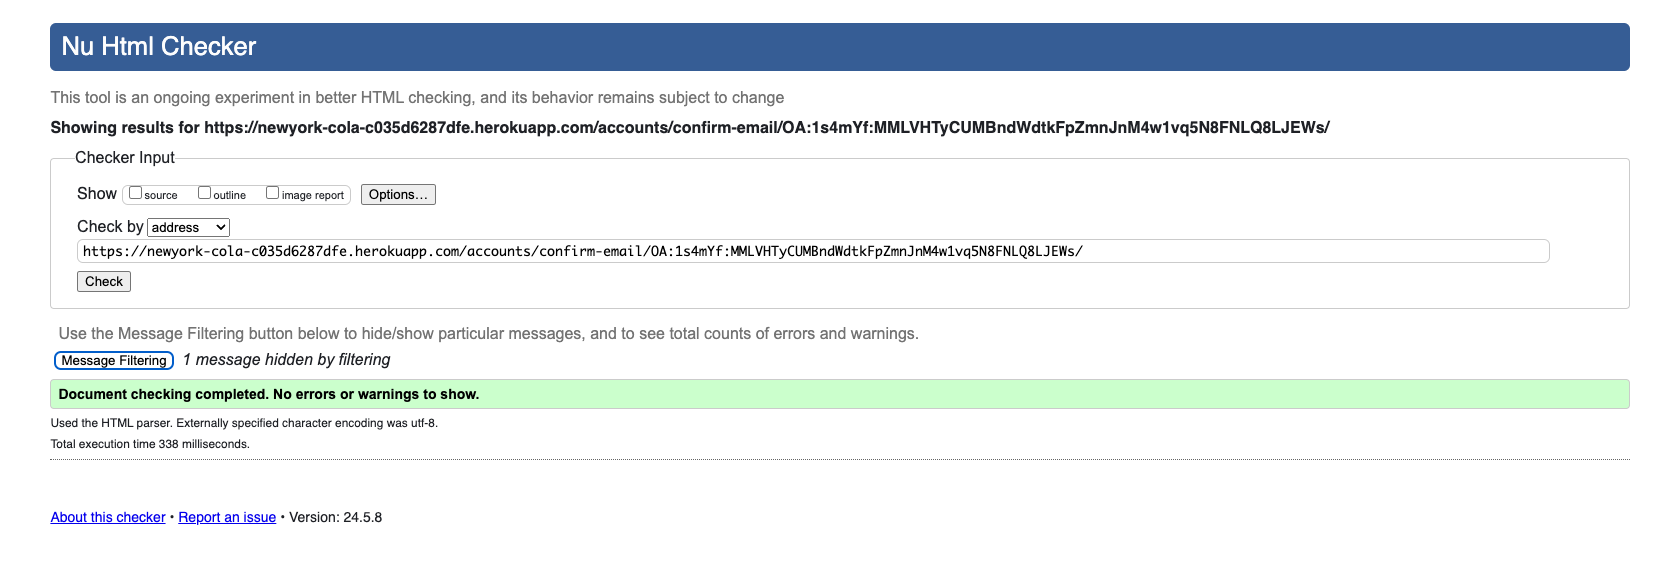 Nu Html Checker
This tool is an ongoing experiment in better HTML checking, and its behavior remains subject to change
Showing results for https://newyork-cola-c035d6287dfe.herokuapp.com/accounts/confirm-email/OA:1s4mYf:MMLVHTyCUMBndWdtkFpZmnJnM4w1vq5N8FNLQ8LJEWs/
Checker Input
Show source outline image report Options...
Check by address
https://newyork-cola-c035d6287dfe.herokuapp.com/accounts/confirm-email/OA:1s4mYf:MMLVHTyCUMBndWdtkFpZmnJnM4w1vq5N8FNLQ8LJEWs/
Check
Use the Message Filtering button below to hide/show particular messages, and to see total counts of errors and warnings.
Message Filtering 1 message hidden by filtering
Document checking completed. No errors or warnings to show.
Used the HTML parser. Externally specified character encoding was utf-8.
Total execution time 338 milliseconds.
About this checker • Report an issue • Version: 24.5.8